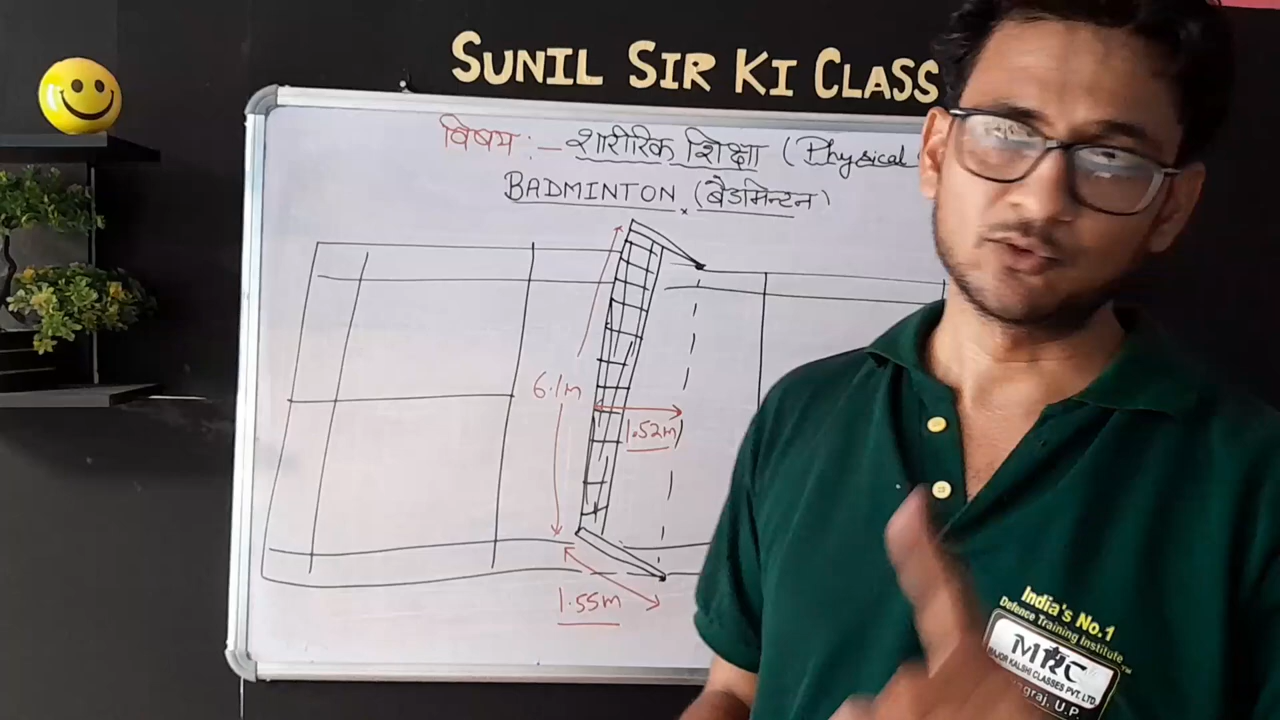 SUNIL SIR KI CLASS
विषय :- शारीरिक शिक्षा (Physical
BADMINTON (बैडमिन्टन)
6.1m
1.52m
1.55m
India's No.1
Defence Training Institute
MKC
MAJOR KALSHI CLASSES PVT. LTD.
U.P.